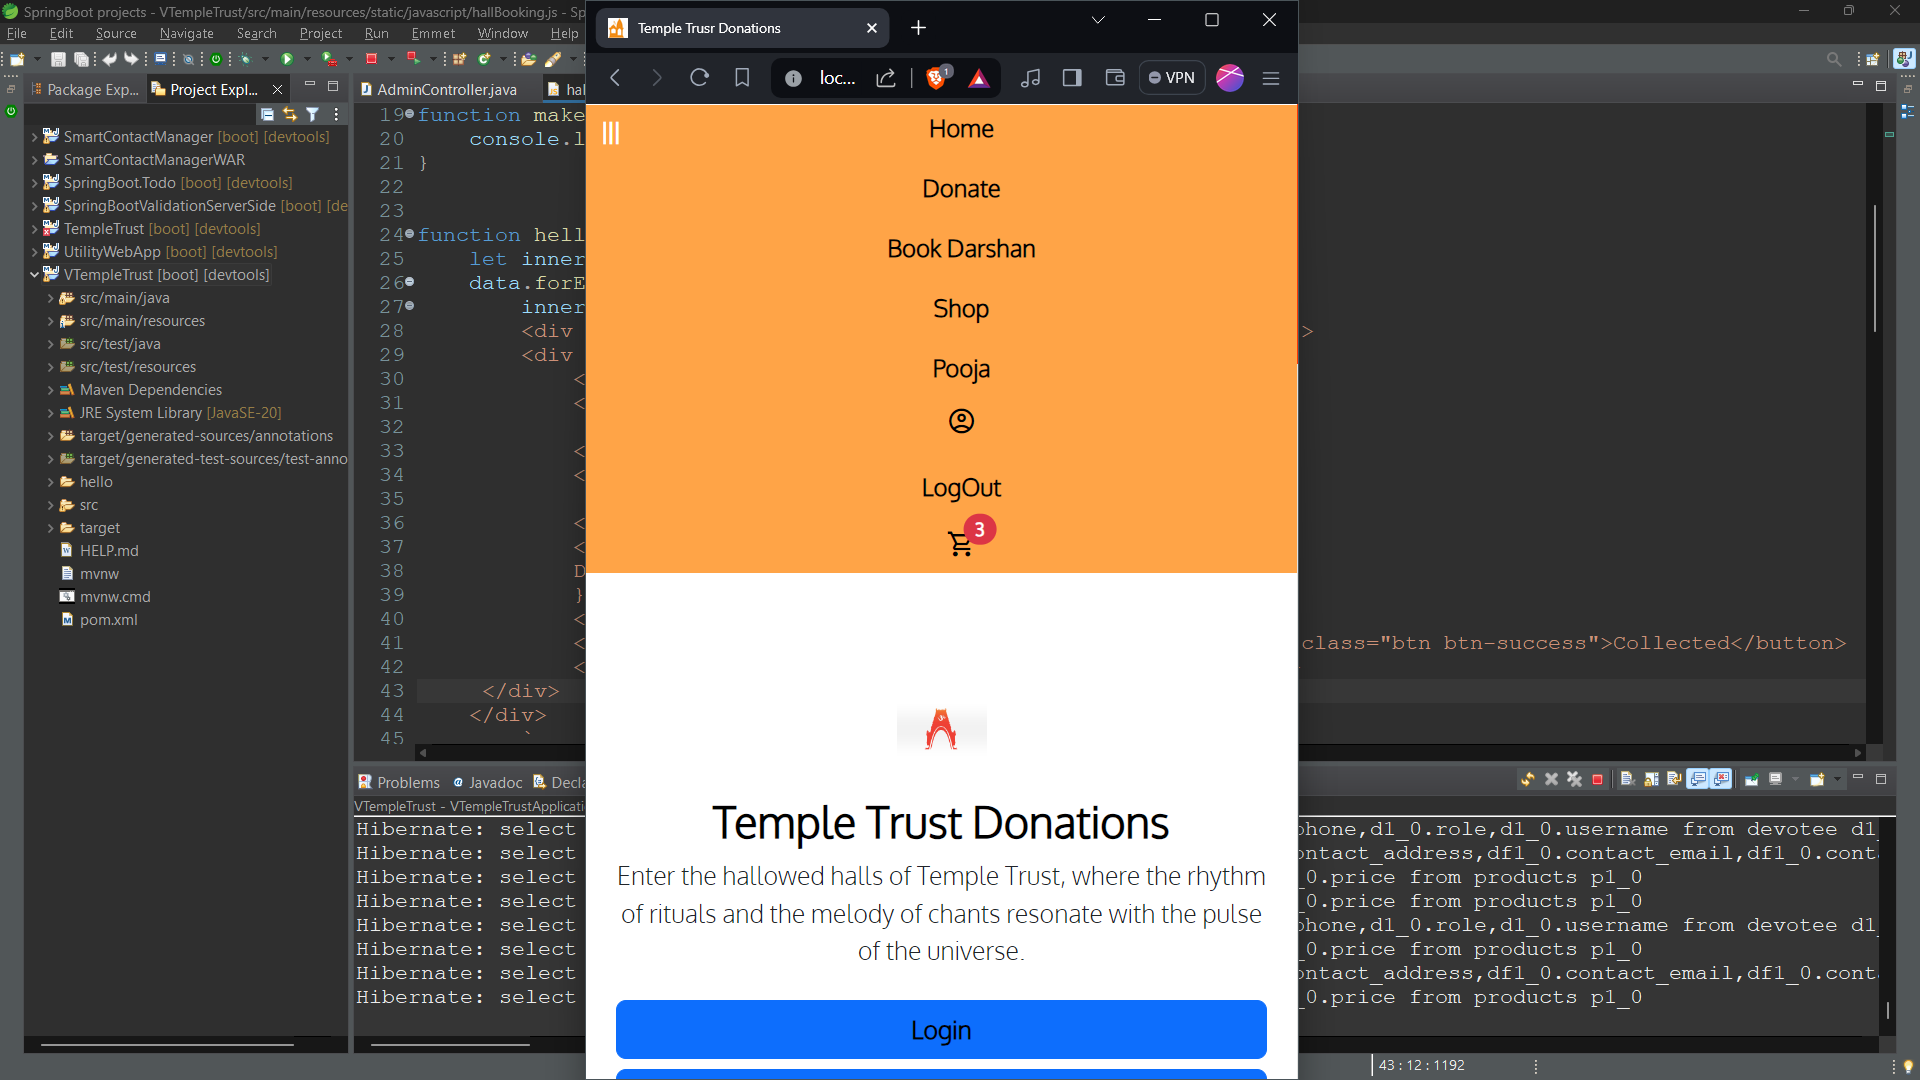 SpringBoot projects - VTempleTrust/src/main/resources/static/javascript/hallBooking.js - Sp
File Edit Source Navigate Search Project Run Emmet Window Help
Package Exp...
Project Expl...
SmartContactManager [boot] [devtools]
SmartContactManagerWAR
SpringBoot.Todo [boot] [devtools]
SpringBootValidationServerSide [boot] [de
TempleTrust [boot] [devtools]
UtilityWebApp [boot] [devtools]
VTempleTrust [boot] [devtools]
src/main/java
src/main/resources
src/test/java
src/test/resources
Maven Dependencies
JRE System Library [JavaSE-20]
target/generated-sources/annotations
target/generated-test-sources/test-anno
hello
src
target
HELP.md
mvnw
mvnw.cmd
pom.xml
AdminController.java
hal
19 function make
20 console.l
21 }
22
23
24 function hell
25 let inner
26 data.forE
27 inner
28 <div >
29 <div
30 <
31 <
32
33 <
34 <
35
36 <
37 <
38 D
39 }
40 <
41 < class="btn btn-success">Collected</button>
42 <
43 </div>
44 </div>
45 `
Problems Javadoc Decla
VTempleTrust - VTempleTrustApplicati
Hibernate: select phone,d1_0.role,d1_0.username from devotee d1
Hibernate: select ontact_address,df1_0.contact_email,df1_0.cont
Hibernate: select _0.price from products p1_0
Hibernate: select _0.price from products p1_0
Hibernate: select phone,d1_0.role,d1_0.username from devotee d1
Hibernate: select _0.price from products p1_0
Hibernate: select ontact_address,df1_0.contact_email,df1_0.cont
Hibernate: select _0.price from products p1_0
43 : 12 : 1192
Temple Trusr Donations
loc...
1
VPN
Home
Donate
Book Darshan
Shop
Pooja
LogOut
3
Temple Trust Donations
Enter the hallowed halls of Temple Trust, where the rhythm
of rituals and the melody of chants resonate with the pulse
of the universe.
Login